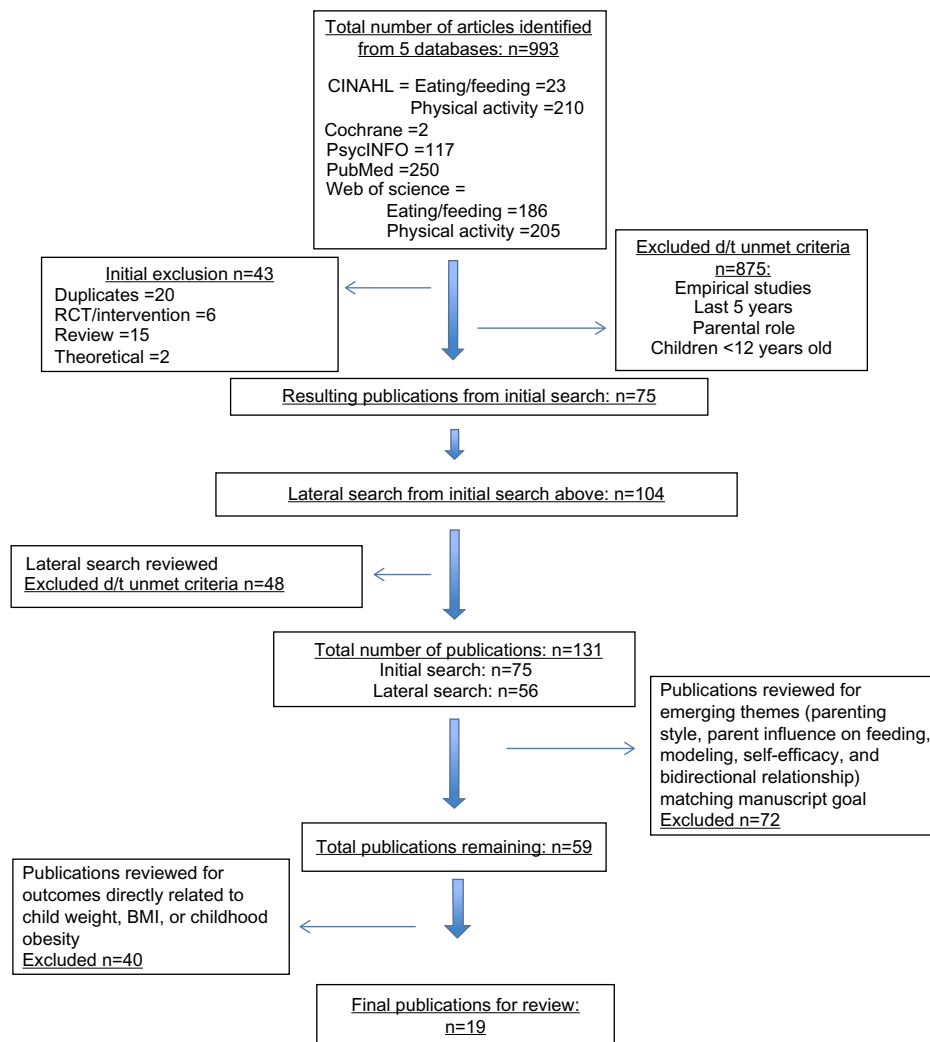 Total number of articles identified
from 5 databases: n=993
CINAHL = Eating/feeding =23
Physical activity =210
Cochrane =2
PsycINFO =117
PubMed =250
Web of science =
Eating/feeding =186
Physical activity =205
Initial exclusion n=43
Duplicates =20
RCT/intervention =6
Review =15
Theoretical =2
Excluded d/t unmet criteria
n=875:
Empirical studies
Last 5 years
Parental role
Children <12 years old
Resulting publications from initial search: n=75
Lateral search from initial search above: n=104
Lateral search reviewed
Excluded d/t unmet criteria n=48
Total number of publications: n=131
Initial search: n=75
Lateral search: n=56
Publications reviewed for
emerging themes (parenting
style, parent influence on feeding,
modeling, self-efficacy, and
bidirectional relationship)
matching manuscript goal
Excluded n=72
Total publications remaining: n=59
Publications reviewed for
outcomes directly related to
child weight, BMI, or childhood
obesity
Excluded n=40
Final publications for review:
n=19